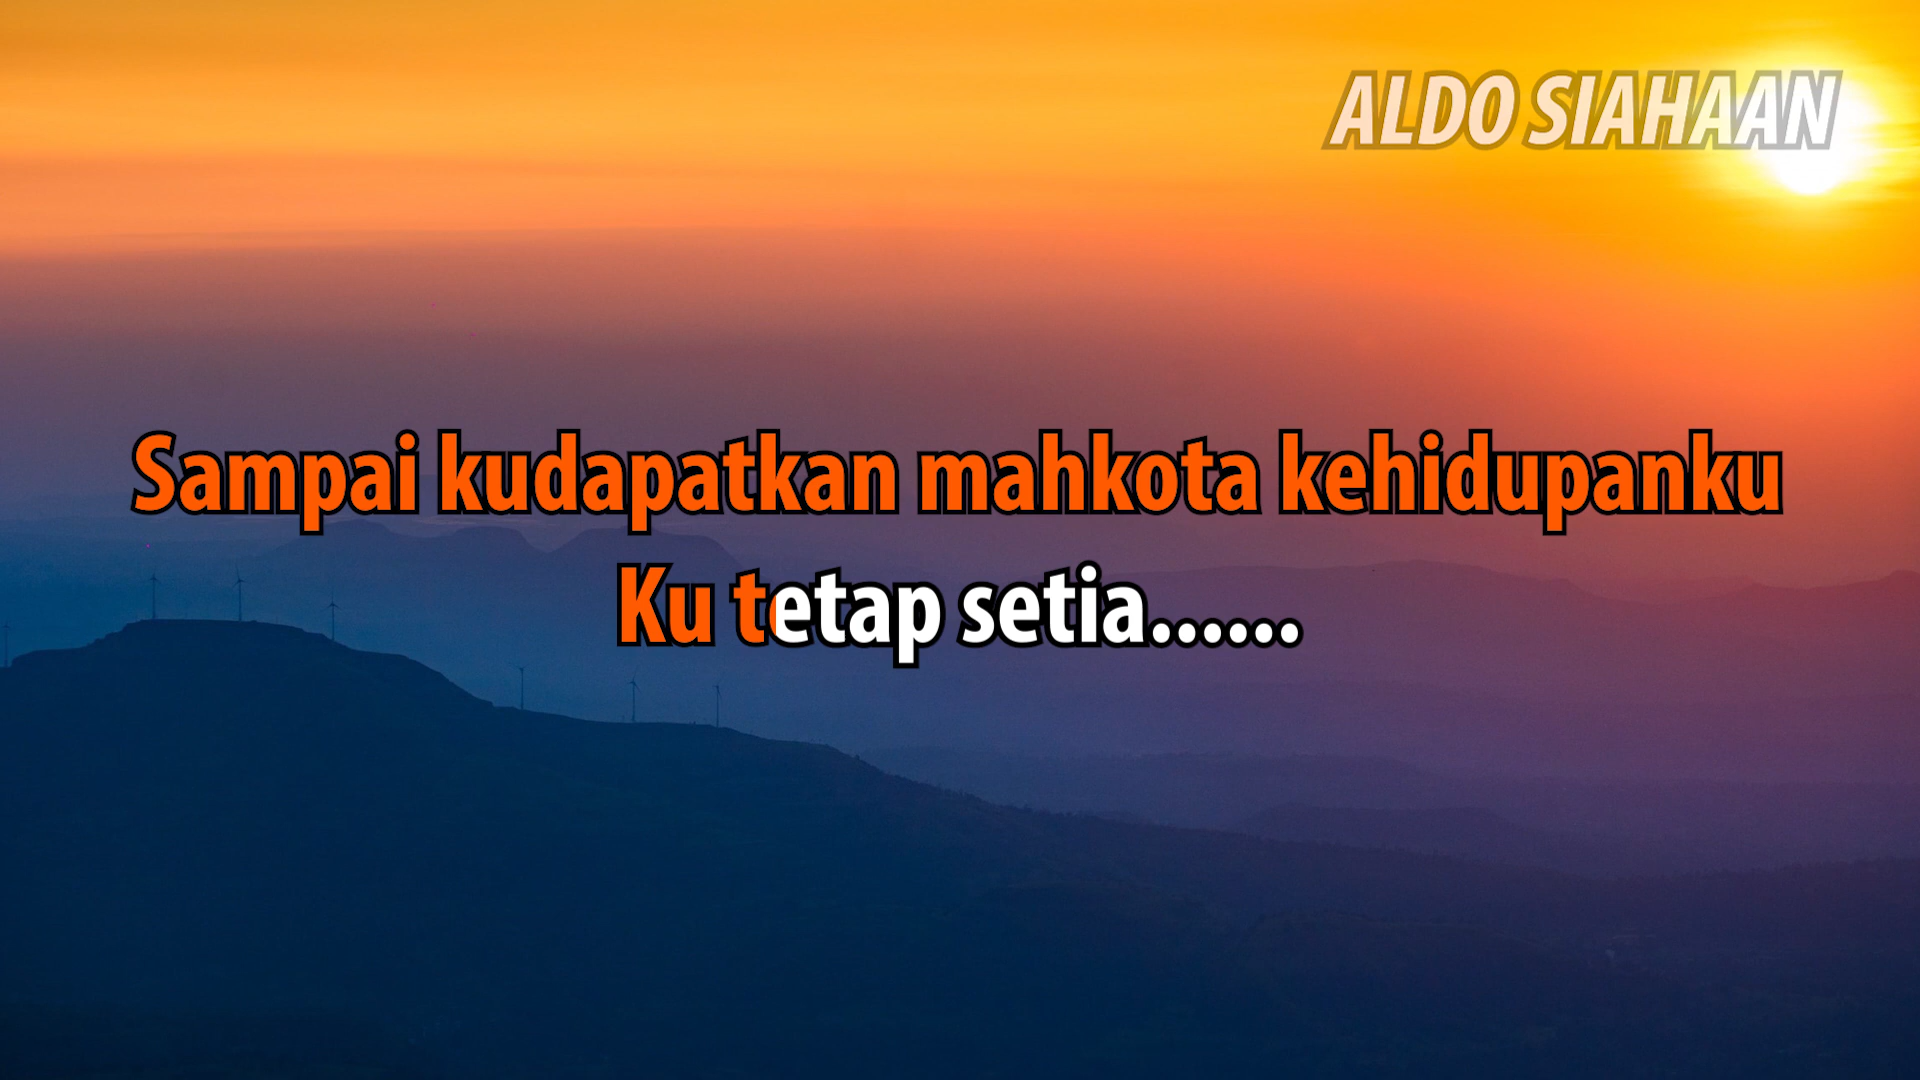 ALDO SIAHAAN
Sampai kudapatkan mahkota kehidupanku
Ku tetap setia......